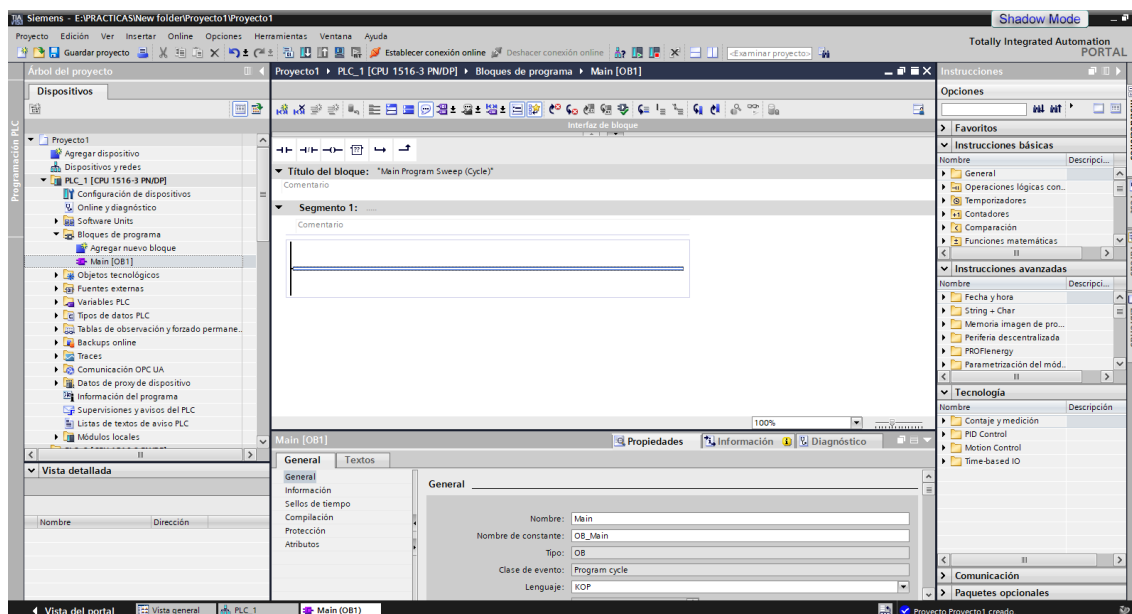 Siemens - E:\PRACTICAS\New folder\Proyecto1\Proyecto1
Shadow Mode
Proyecto Edición Ver Insertar Online Opciones Herramientas Ventana Ayuda
Totally Integrated Automation
PORTAL
Guardar proyecto
Establecer conexión online
Deshacer conexión online
<Examinar proyecto>
Árbol del proyecto
Proyecto1 PLC_1 [CPU 1516-3 PN/DP] Bloques de programa Main [OB1]
Instrucciones
Dispositivos
Opciones
Programación PLC
Interfaz de bloque
Proyecto1
Agregar dispositivo
Dispositivos y redes
PLC_1 [CPU 1516-3 PN/DP]
Configuración de dispositivos
Online y diagnóstico
Software Units
Bloques de programa
Agregar nuevo bloque
Main [OB1]
Objetos tecnológicos
Fuentes externas
Variables PLC
Tipos de datos PLC
Tablas de observación y forzado permane..
Backups online
Traces
Comunicación OPC UA
Datos de proxy de dispositivo
Información del programa
Supervisiones y avisos del PLC
Listas de textos de aviso PLC
Módulos locales
Vista detallada
Nombre Dirección
Título del bloque: "Main Program Sweep (Cycle)"
Comentario
Segmento 1: .....
Comentario
100%
Main [OB1]
Propiedades Información Diagnóstico
General Textos
General
Información
Sellos de tiempo
Compilación
Protección
Atributos
General
Nombre: Main
Nombre de constante: OB_Main
Tipo: OB
Clase de evento: Program cycle
Lenguaje: KOP
Favoritos
Instrucciones básicas
Nombre Descripci...
General
Operaciones lógicas con..
Temporizadores
Contadores
Comparación
Funciones matemáticas
Instrucciones avanzadas
Nombre Descripci...
Fecha y hora
String + Char
Memoria imagen de pro...
Periferia descentralizada
PROFIenergy
Parametrización del mód..
Tecnología
Nombre Descripción
Contaje y medición
PID Control
Motion Control
Time-based IO
Comunicación
Paquetes opcionales
Vista del portal Vista general PLC_1 Main (OB1)
Proyecto Proyecto1 creado